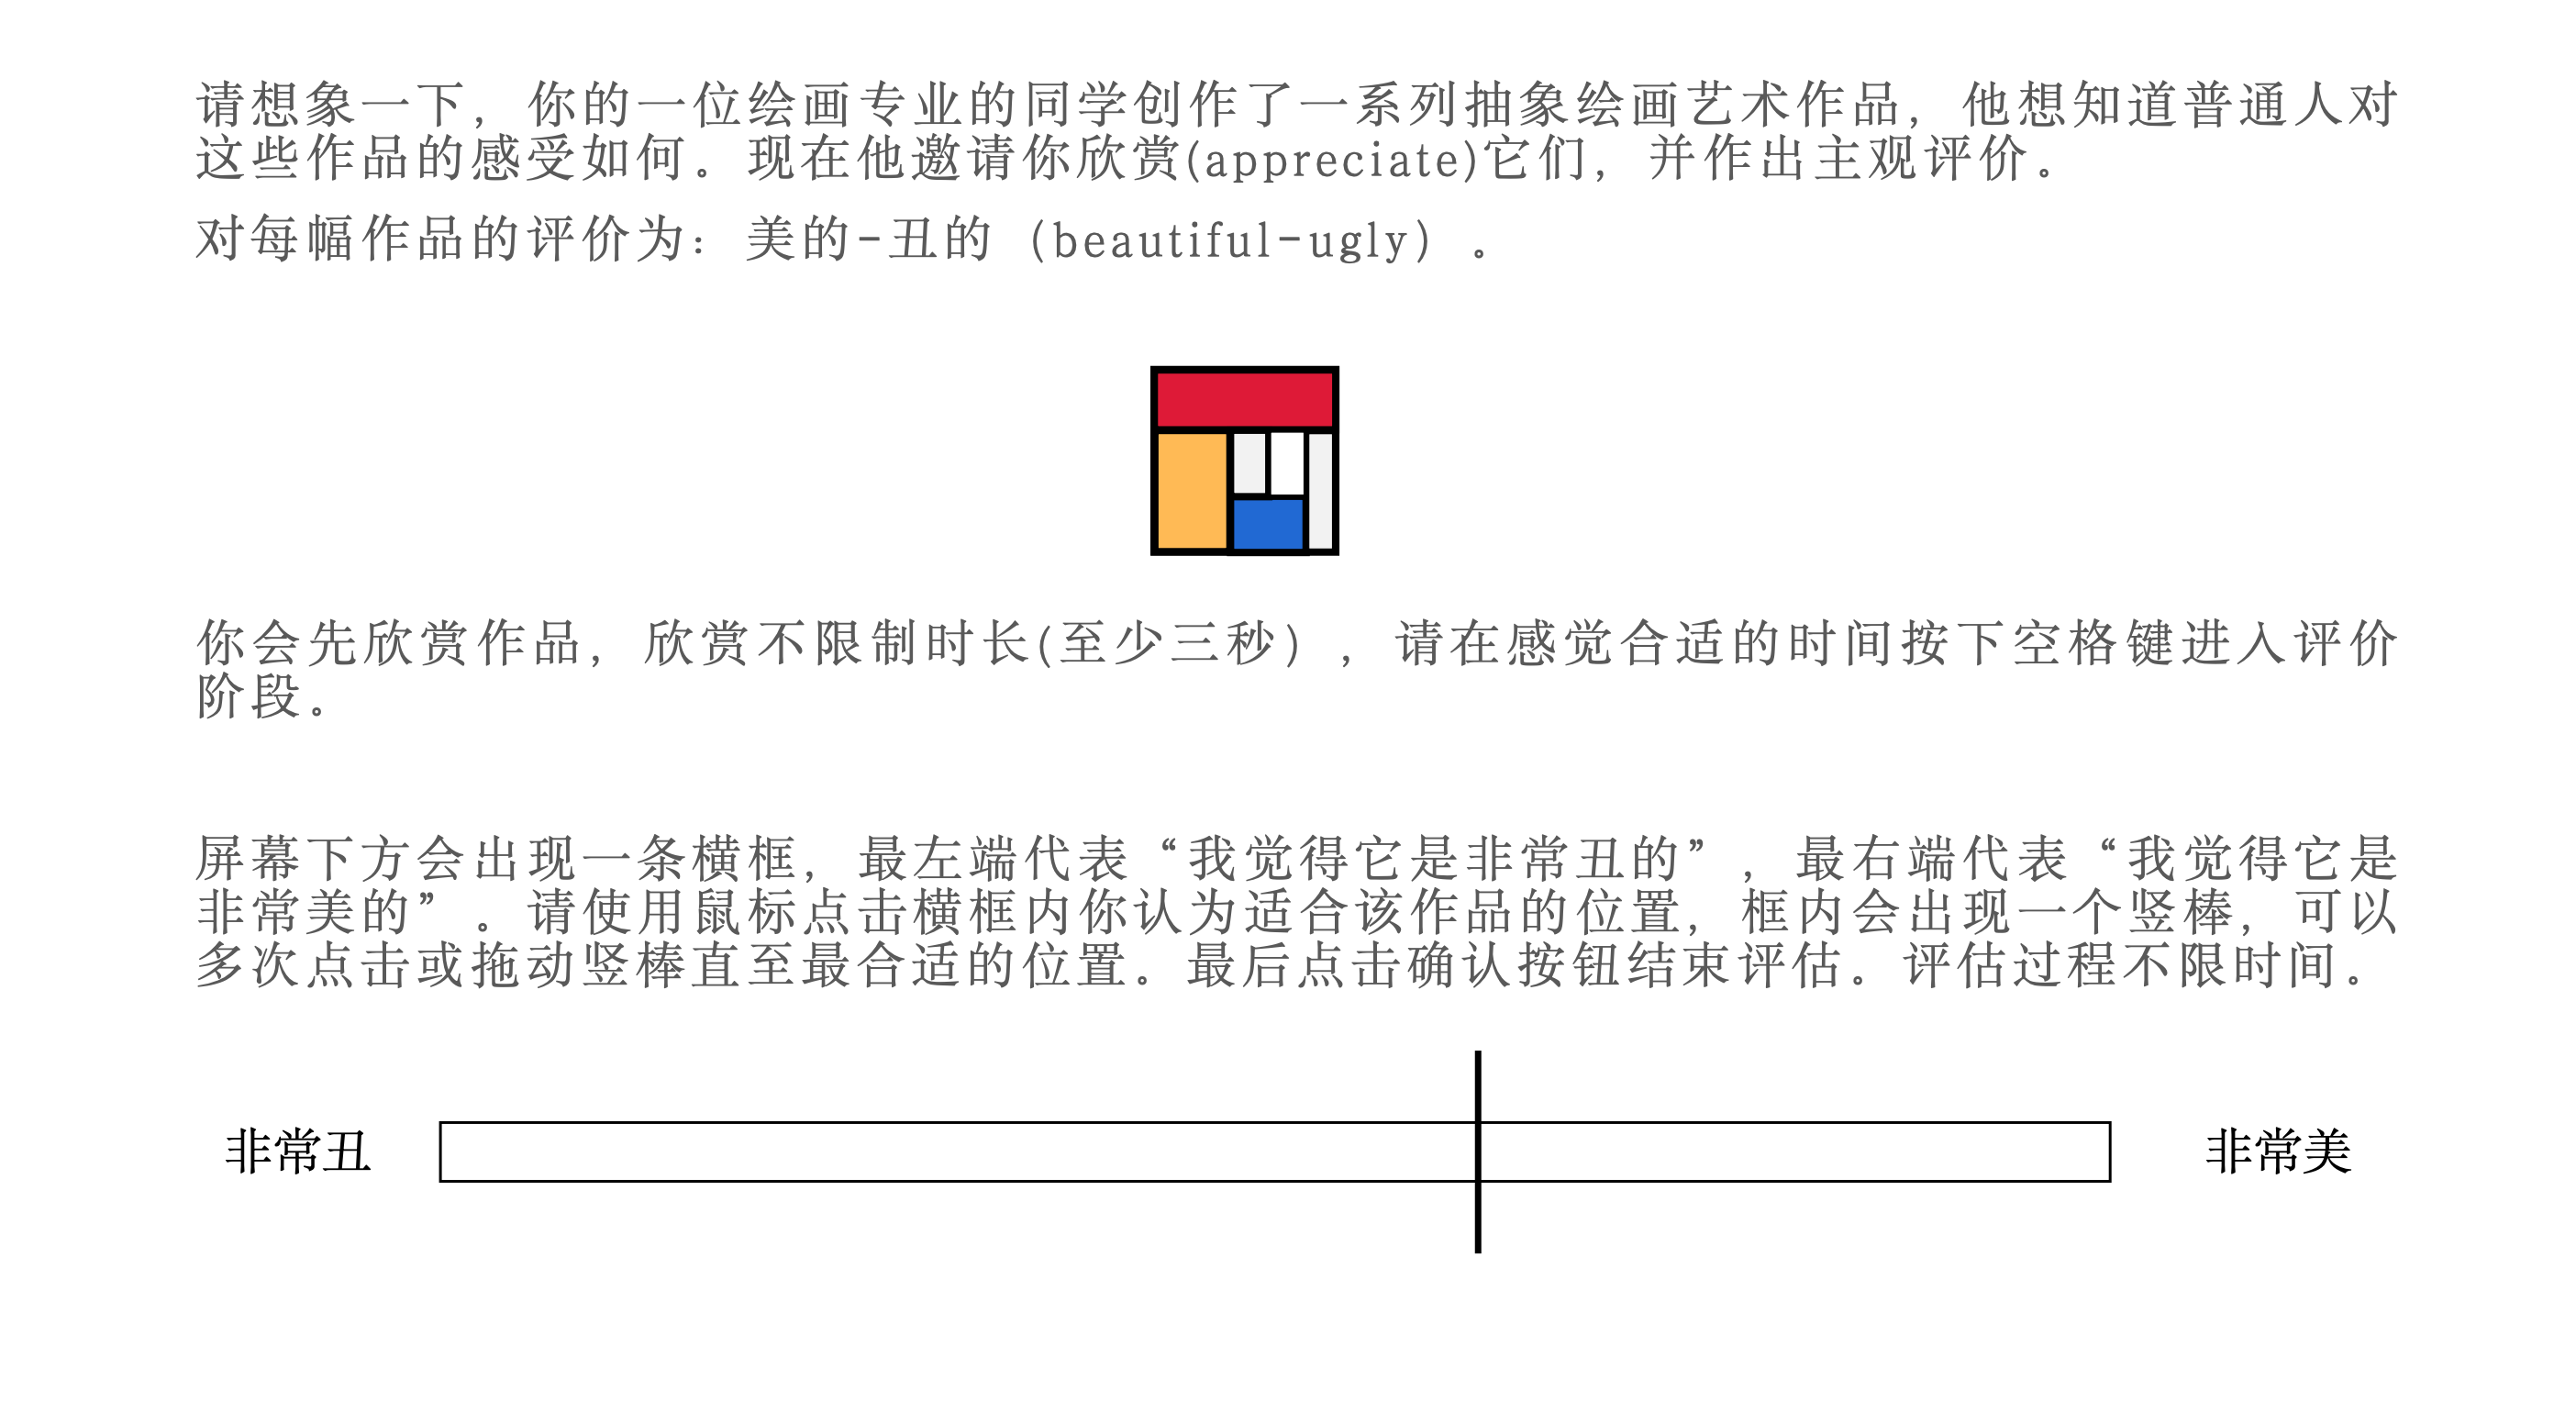 请想象一下，你的一位绘画专业的同学创作了一系列抽象绘画艺术作品，他想知道普通人对
这些作品的感受如何。现在他邀请你欣赏(appreciate)它们，并作出主观评价。
对每幅作品的评价为：美的-丑的（beautiful-ugly）。
你会先欣赏作品，欣赏不限制时长(至少三秒），请在感觉合适的时间按下空格键进入评价
阶段。
屏幕下方会出现一条横框，最左端代表“我觉得它是非常丑的”，最右端代表“我觉得它是
非常美的”。请使用鼠标点击横框内你认为适合该作品的位置，框内会出现一个竖棒，可以
多次点击或拖动竖棒直至最合适的位置。最后点击确认按钮结束评估。评估过程不限时间。
非常丑
非常美